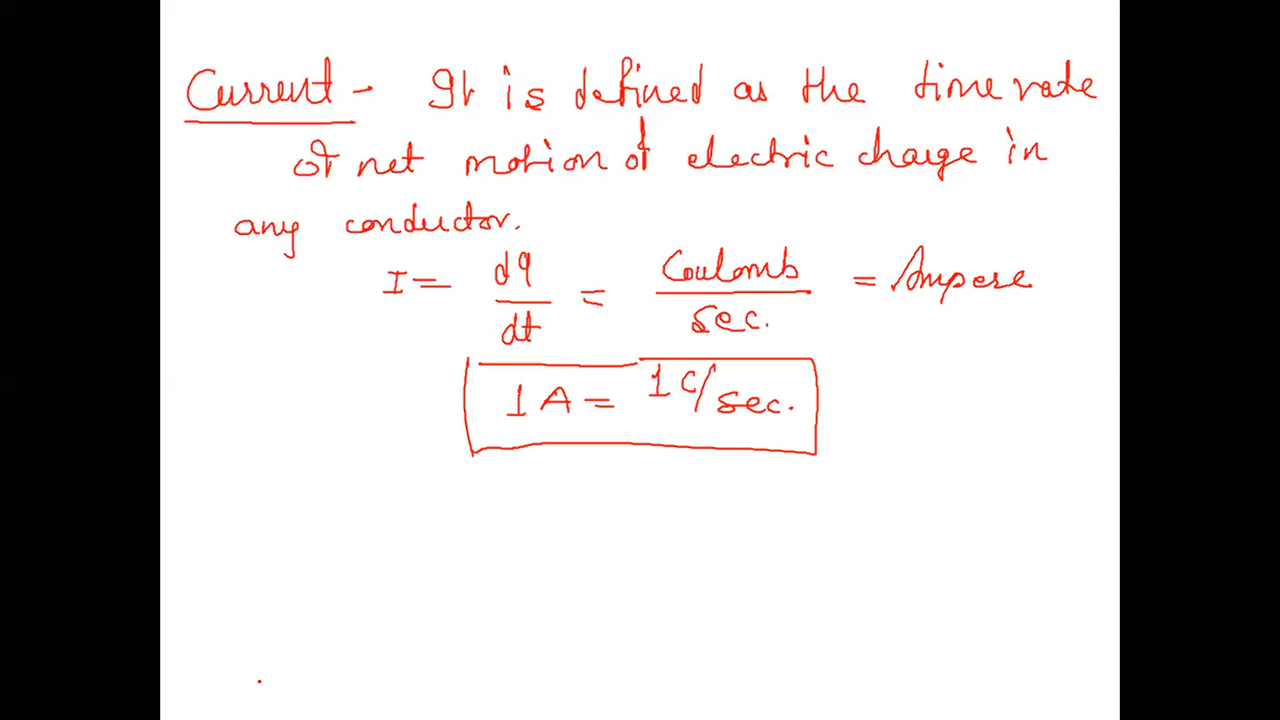 Current - It is defined as the time rate
of net motion of electric charge in
any conductor.
I = dq/dt = Coulomb/sec. = Ampere
1 A = 1 C/sec.